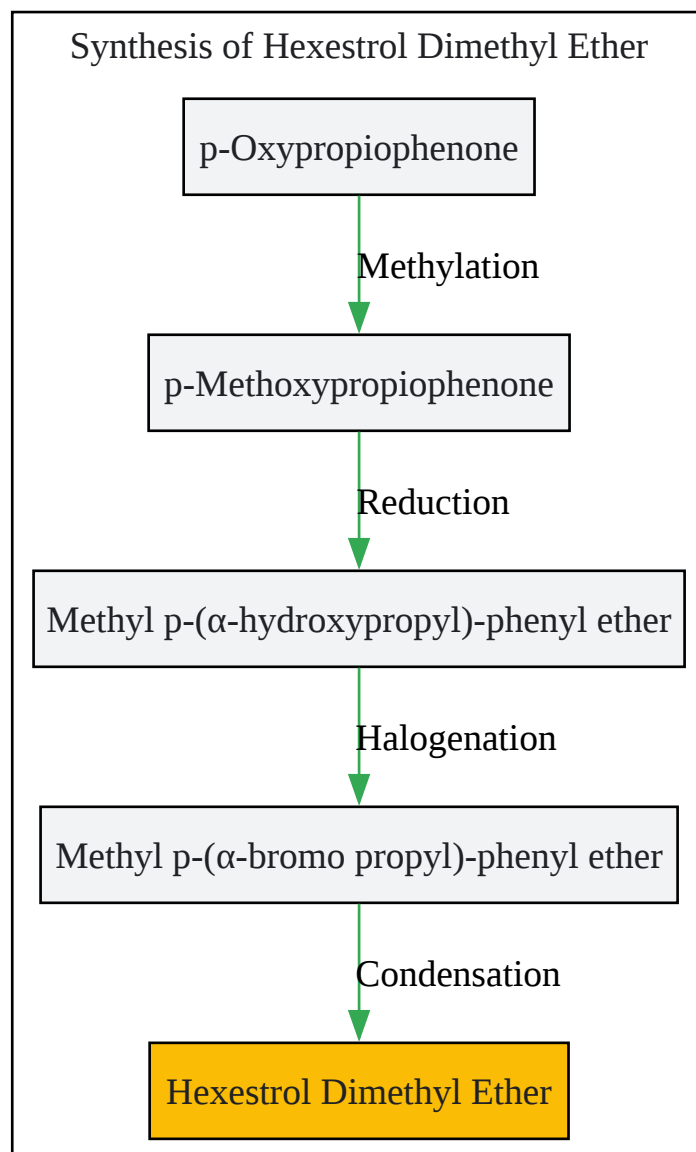 Synthesis of Hexestrol Dimethyl Ether
p-Oxypropiophenone
Methylation
p-Methoxypropiophenone
Reduction
Methyl p-(α-hydroxypropyl)-phenyl ether
Halogenation
Methyl p-(α-bromo propyl)-phenyl ether
Condensation
Hexestrol Dimethyl Ether